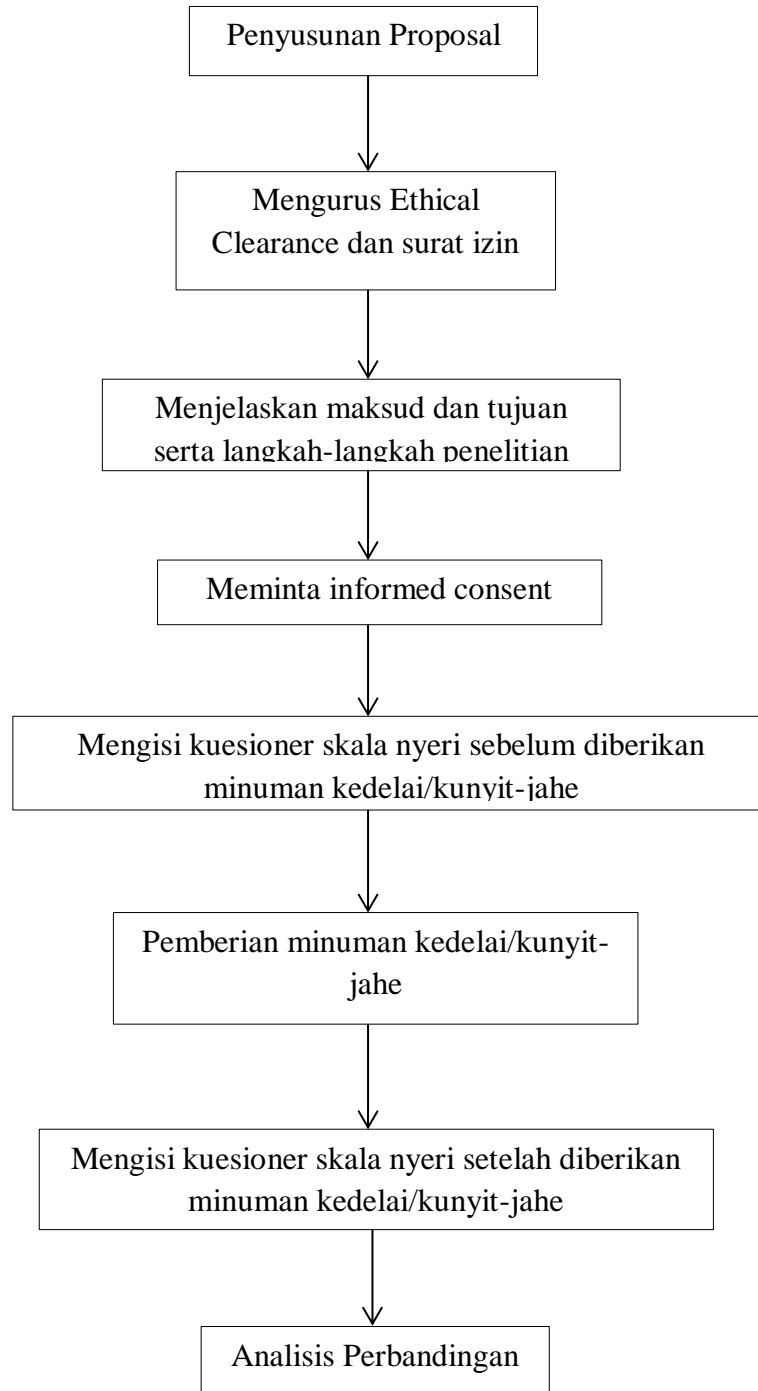 Penyusunan Proposal
Mengurus Ethical
Clearance dan surat izin
Menjelaskan maksud dan tujuan
serta langkah-langkah penelitian
Meminta informed consent
Mengisi kuesioner skala nyeri sebelum diberikan
minuman kedelai/kunyit-jahe
Pemberian minuman kedelai/kunyit-
jahe
Mengisi kuesioner skala nyeri setelah diberikan
minuman kedelai/kunyit-jahe
Analisis Perbandingan